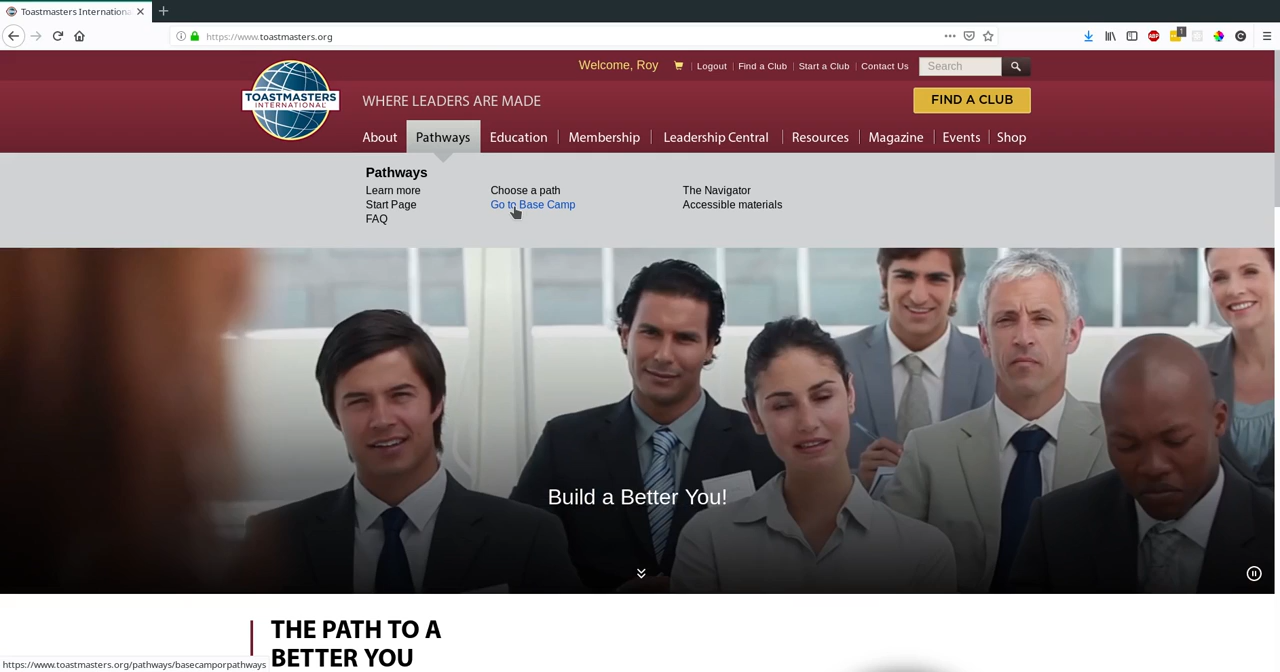 Toastmasters Internationa
https://www.toastmasters.org
ABP
1
Welcome, Roy
Logout
Find a Club
Start a Club
Contact Us
Search
TOASTMASTERS
INTERNATIONAL
WHERE LEADERS ARE MADE
FIND A CLUB
About
Pathways
Education
Membership
Leadership Central
Resources
Magazine
Events
Shop
Pathways
Learn more
Choose a path
The Navigator
Start Page
Go to Base Camp
Accessible materials
FAQ
Build a Better You!
THE PATH TO A
BETTER YOU
https://www.toastmasters.org/pathways/basecamporpathways